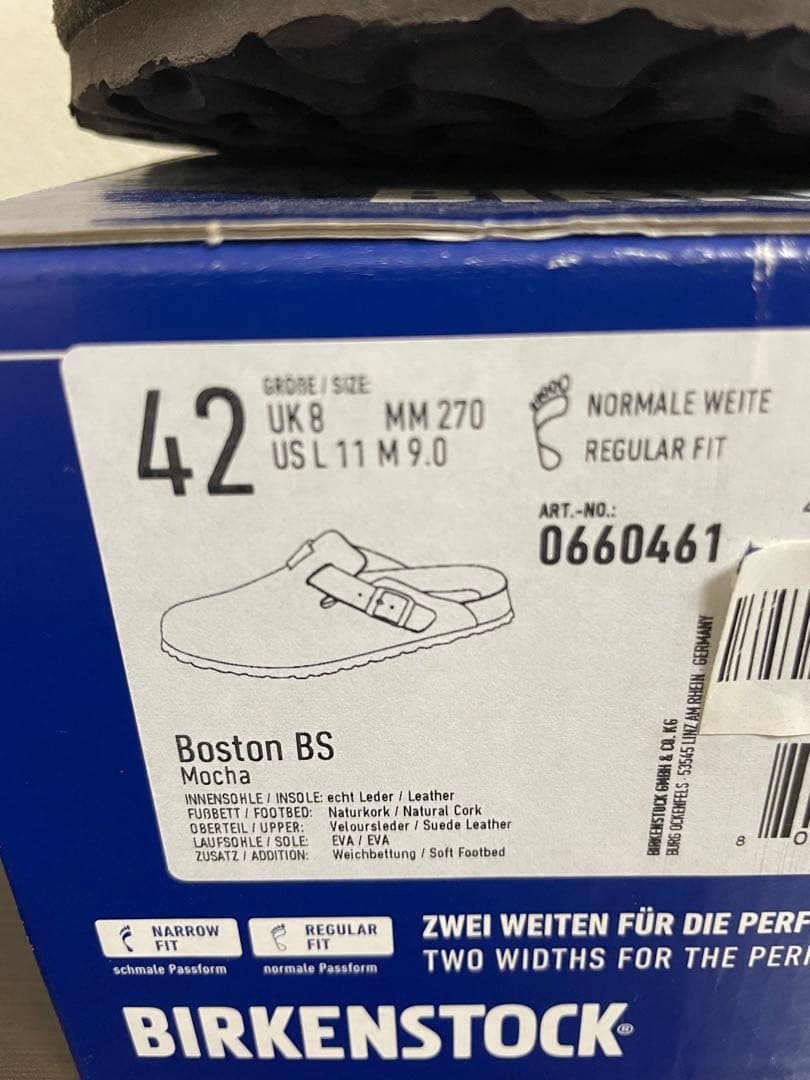 42
GRÖßE / SIZE:
UK 8 MM 270
US L 11 M 9.0
NORMALE WEITE
REGULAR FIT
ART.-NO.:
0660461
Boston BS
Mocha
INNENSOHLE / INSOLE: echt Leder / Leather
FUßBETT / FOOTBED: Naturkork / Natural Cork
OBERTEIL / UPPER: Veloursleder / Suede Leather
LAUFSOHLE / SOLE: EVA / EVA
ZUSATZ / ADDITION: Weichbettung / Soft Footbed
BIRKENSTOCK GMBH & CO. KG
BURG OCKENFELS · 53545 LINZ AM RHEIN · GERMANY
8 0
NARROW
FIT
schmale Passform
REGULAR
FIT
normale Passform
ZWEI WEITEN FÜR DIE PERF
TWO WIDTHS FOR THE PER
BIRKENSTOCK®